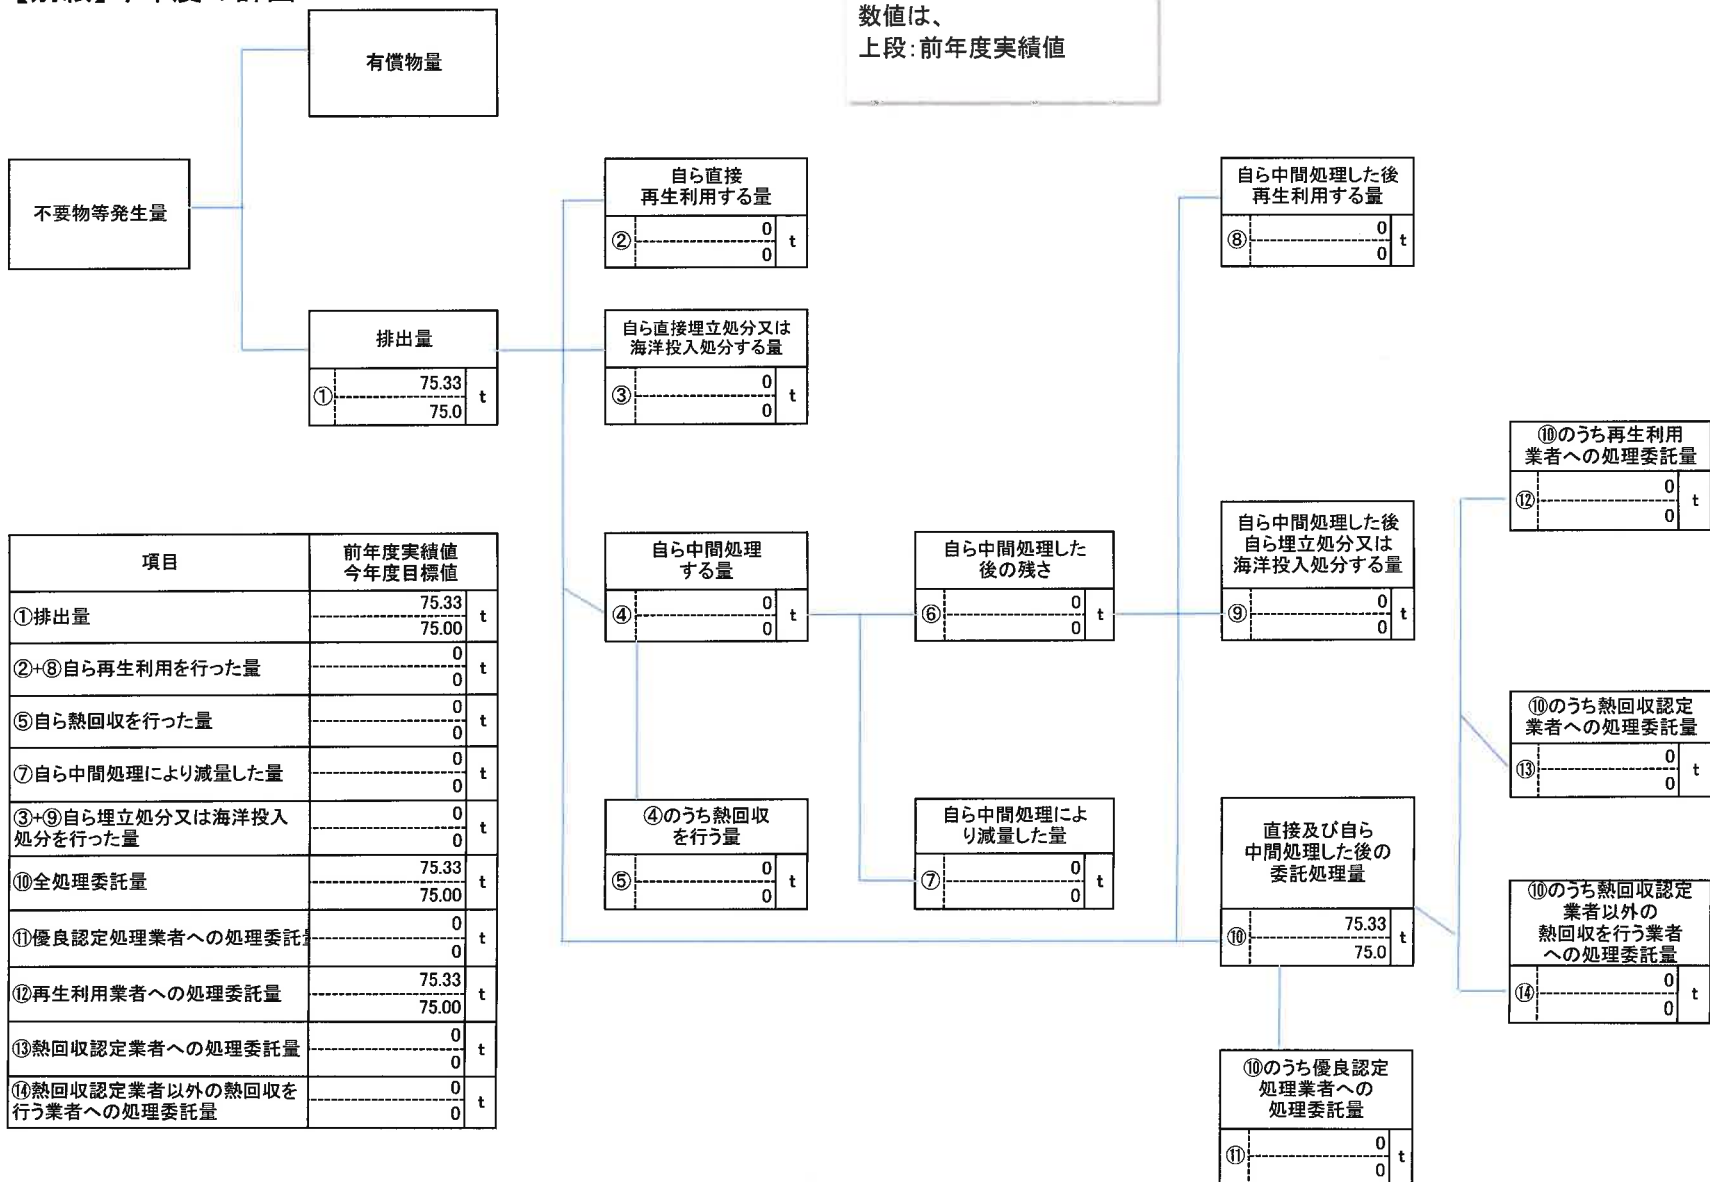 数値は、
上段:前年度実績値
有償物量
不要物等発生量
排出量
① 75.33 t
75.0
自ら直接
再生利用する量
② 0 t
0
自ら直接埋立処分又は
海洋投入処分する量
③ 0 t
0
自ら中間処理した後
再生利用する量
⑧ 0 t
0
自ら中間処理
する量
④ 0 t
0
自ら中間処理した
後の残さ
⑥ 0 t
0
自ら中間処理した後
自ら埋立処分又は
海洋投入処分する量
⑨ 0 t
0
④のうち熱回収
を行う量
⑤ 0 t
0
自ら中間処理によ
り減量した量
⑦ 0 t
0
直接及び自ら
中間処理した後の
委託処理量
⑩ 75.33 t
75.0
⑩のうち再生利用
業者への処理委託量
⑫ 0 t
0
⑩のうち熱回収認定
業者への処理委託量
⑬ 0 t
0
⑩のうち熱回収認定
業者以外の
熱回収を行う業者
への処理委託量
⑭ 0 t
0
⑩のうち優良認定
処理業者への
処理委託量
⑪ 0 t
0
項目 前年度実績値
今年度目標値
①排出量 75.33 t
75.00
②+⑧自ら再生利用を行った量 0 t
0
⑤自ら熱回収を行った量 0 t
0
⑦自ら中間処理により減量した量 0 t
0
③+⑨自ら埋立処分又は海洋投入
処分を行った量 0 t
0
⑩全処理委託量 75.33 t
75.00
⑪優良認定処理業者への処理委託 0 t
0
⑫再生利用業者への処理委託量 75.33 t
75.00
⑬熱回収認定業者への処理委託量 0 t
0
⑭熱回収認定業者以外の熱回収を
行う業者への処理委託量 0 t
0